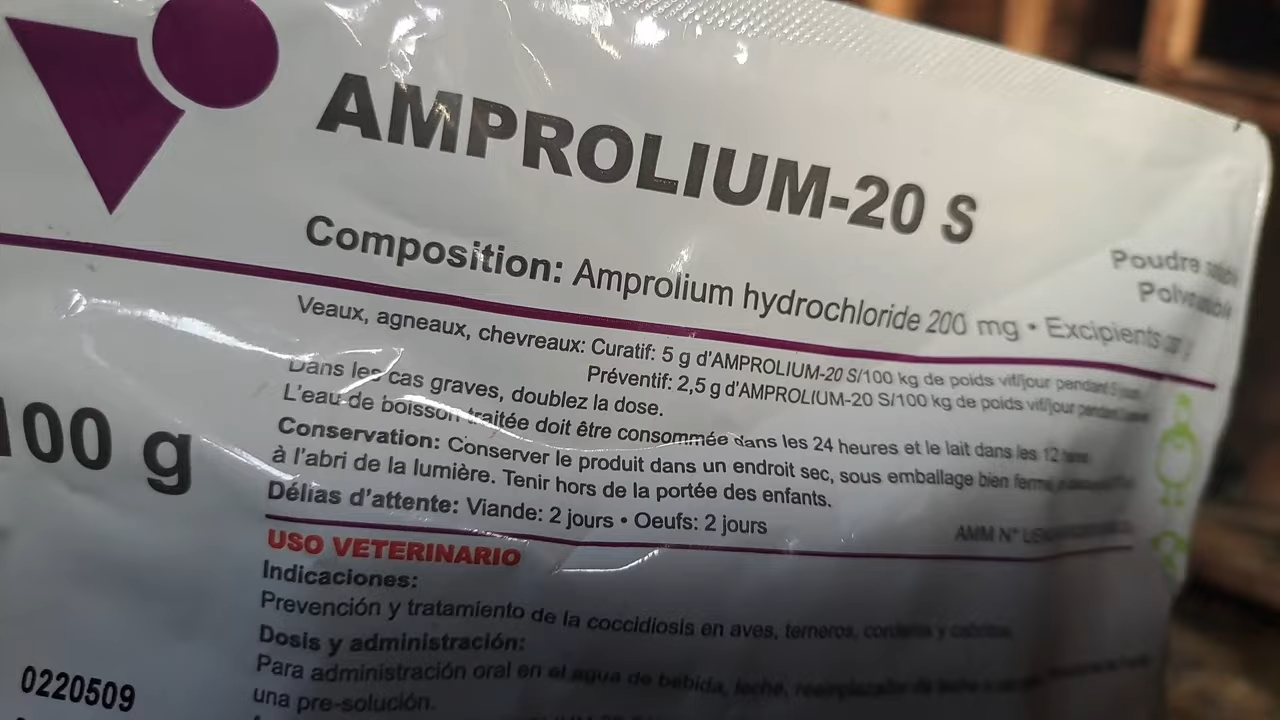 AMPROLIUM-20 S
Poudre
Composition: Amprolium hydrochloride 200 mg • Excipients
Veaux, agneaux, chevreaux: Curatif: 5 g d'AMPROLIUM-20 S/100 kg de poids vif/jour pendant 5
Préventif: 2,5 g d'AMPROLIUM-20 S/100 kg de poids vif/jour pendant
Dans les cas graves, doublez la dose.
L'eau de boisson traitée doit être consommée dans les 24 heures et le lait dans les 12
Conservation: Conserver le produit dans un endroit sec, sous emballage bien fermé
à l'abri de la lumière. Tenir hors de la portée des enfants.
Délias d'attente: Viande: 2 jours • Oeufs: 2 jours
AMM N°
100 g
USO VETERINARIO
Indicaciones:
Prevención y tratamiento de la coccidiosis en aves, terneros, corderos y cabritos.
Dosis y administración:
Para administración oral en el agua de bebida, leche, reemplazador de leche o
una pre-solución.
0220509